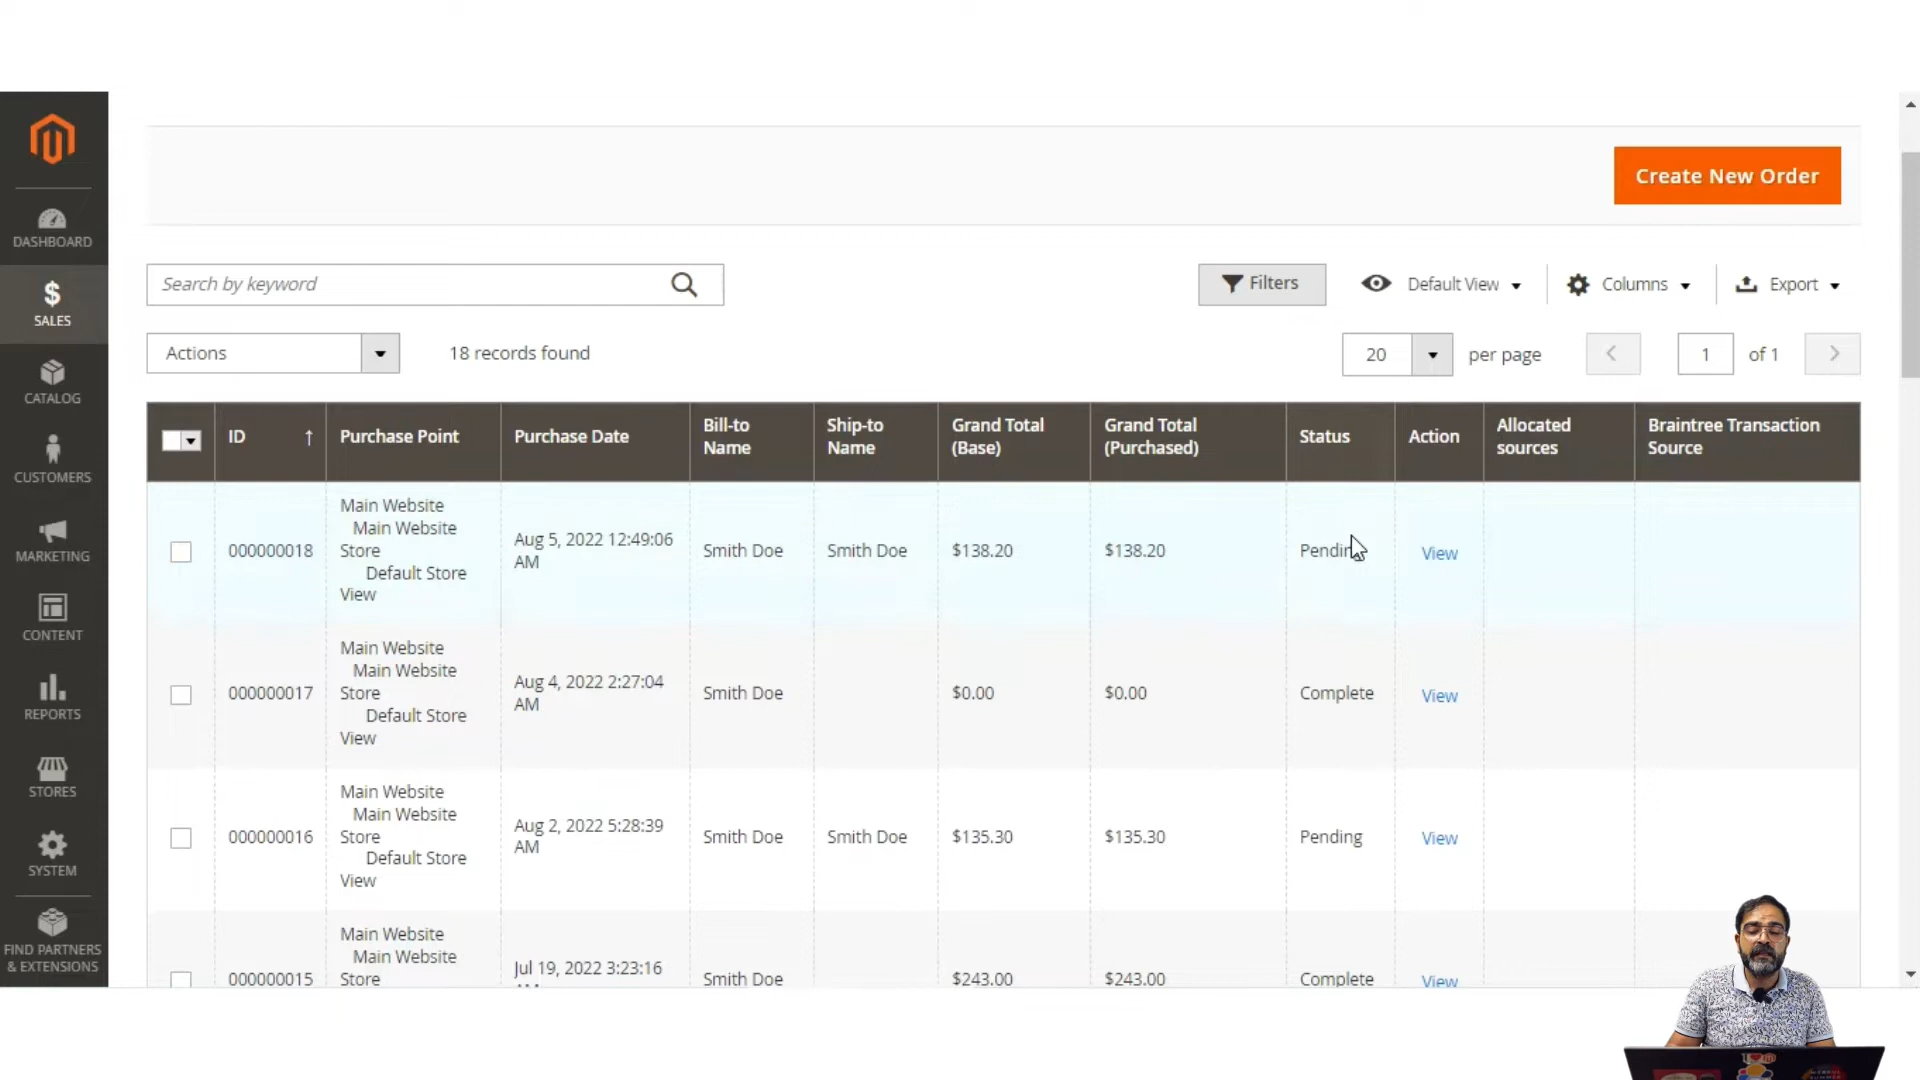 Create New Order
DASHBOARD
SALES
CATALOG
CUSTOMERS
MARKETING
CONTENT
REPORTS
STORES
SYSTEM
FIND PARTNERS
& EXTENSIONS
Search by keyword
Filters
Default View
Columns
Export
Actions
18 records found
20
per page
1
of 1
ID
Purchase Point
Purchase Date
Bill-to
Name
Ship-to
Name
Grand Total
(Base)
Grand Total
(Purchased)
Status
Action
Allocated
sources
Braintree Transaction
Source
000000018
Main Website
Main Website
Store
Default Store
View
Aug 5, 2022 12:49:06
AM
Smith Doe
Smith Doe
$138.20
$138.20
Pending
View
000000017
Main Website
Main Website
Store
Default Store
View
Aug 4, 2022 2:27:04
AM
Smith Doe
$0.00
$0.00
Complete
View
000000016
Main Website
Main Website
Store
Default Store
View
Aug 2, 2022 5:28:39
AM
Smith Doe
Smith Doe
$135.30
$135.30
Pending
View
000000015
Main Website
Main Website
Store
Jul 19, 2022 3:23:16
Smith Doe
$243.00
$243.00
Complete
View